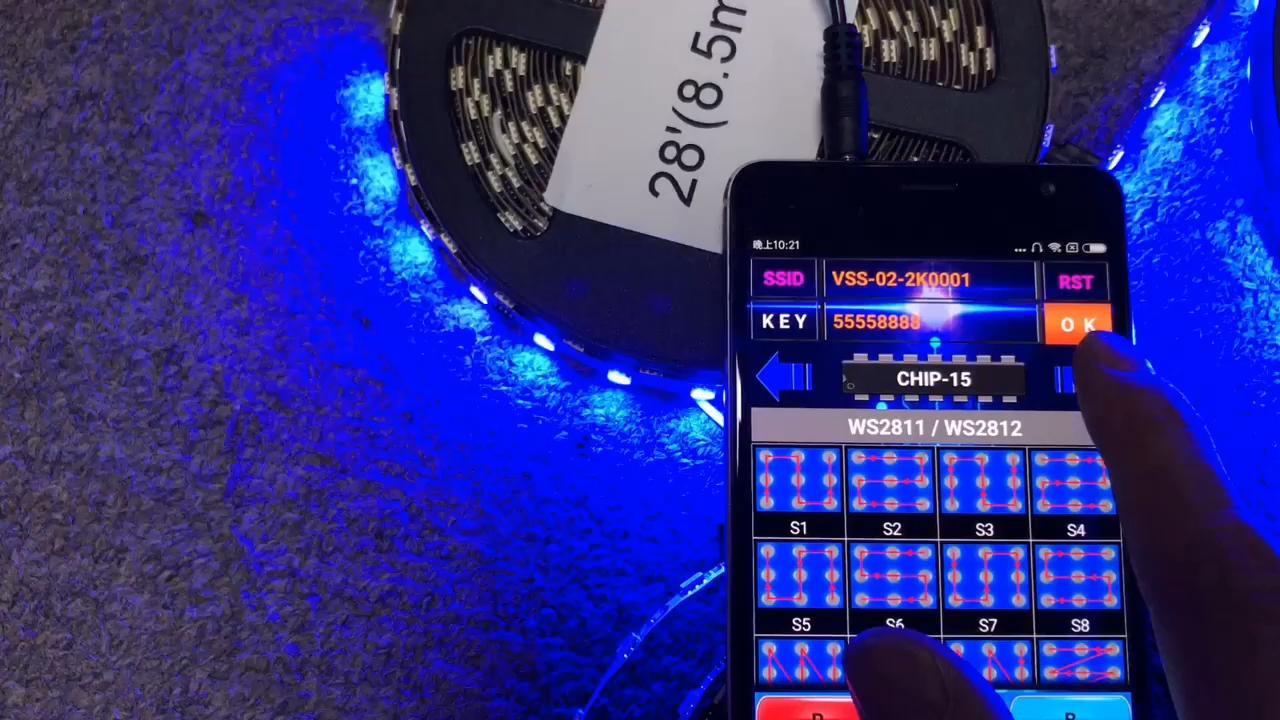 28'(8.5m
晚上10:21
SSID VSS-02-2K0001 RST
KEY 55558888 OK
CHIP-15
WS2811 / WS2812
S1 S2 S3 S4
S5 S6 S7 S8